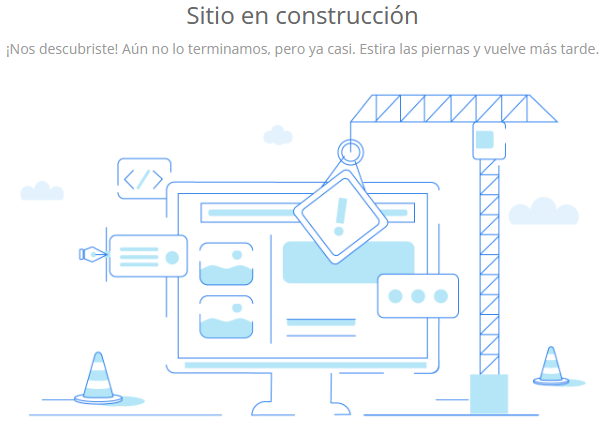 Sitio en construcción
¡Nos descubriste! Aún no lo terminamos, pero ya casi. Estira las piernas y vuelve más tarde.